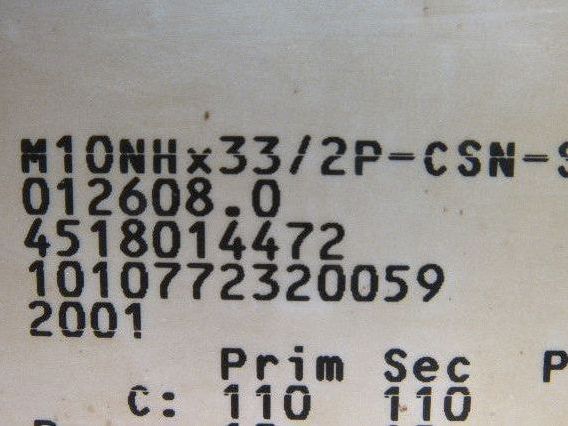 M10NHx33/2P-CSN-S
012608.0
4518014472
1010772320059
2001
Prim Sec P
C: 110 110